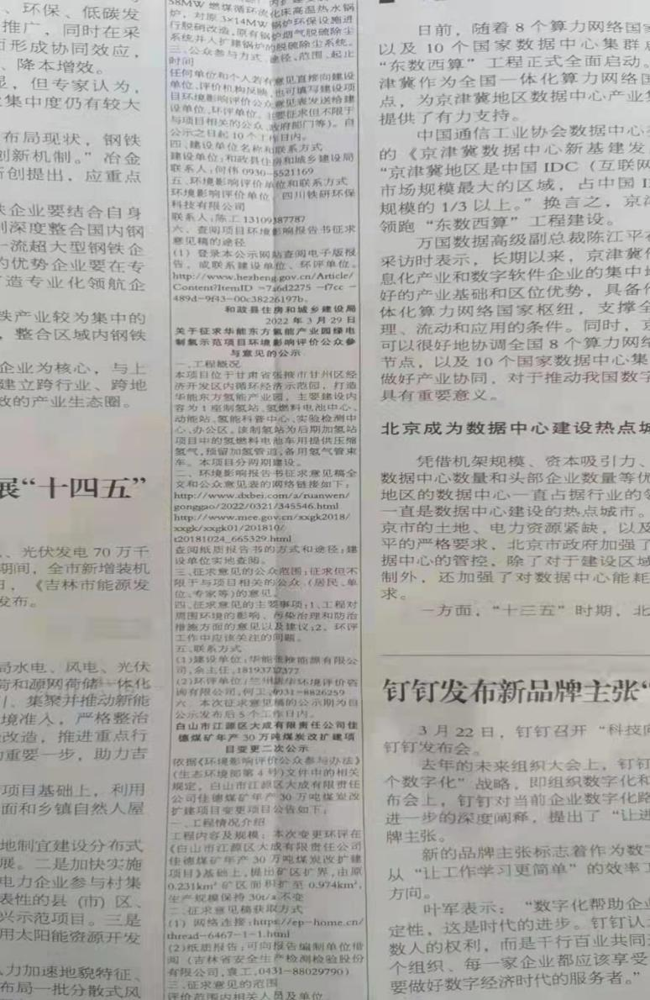 、环保、低碳发
推广，同时在采
而形成协同效应，
、降本增效。
显，但专家认为，
业集中度仍有较大
布局现状，钢铁
创新机制。”冶金
新创提出，应重点
铁企业要结合自身
制深度整合国内钢
一流超大型钢铁企
的优势企业要在专
打造专业化领航企
铁产业较为集中的
，整合区域内钢铁
企业为核心，与上
建立跨行业、跨地
效的产业生态圈。
展“十四五”
、光伏发电 70 万千
期间，全市新增装机
日，《吉林市能源发
发布。
局水电、风电、光伏
荷和源网荷储一体化
、集聚并推动新能
境准入，严格整治
改造，推进重点行
的重要一步，助力吉
项目基础上，利用
面和乡镇自然人屋
地制宜建设分布式
展。二是加快实施
电力企业参与村集
表性的县（市）区、
兴示范项目。三是
用太阳能资源开发
人力加速地貌特征、
布局一批分散式风
58MW 燃煤循环流化床高温热水锅
炉，对原 3×14MW 锅炉环保设施进
行脱硝改造，原有锅炉烟气脱硫除尘
系统并入扩建锅炉的脱硫除尘系统。
三、公众参与方式、途径、范围、起止
时间
任何单位和个人若有意见直接向建设
单位、评价机构反映，也可填写建设项
目环境影响评价公众意见表发送给建
设单位、环评单位。主要征求但不限于
与项目相关的公众、政府部门等）。自
公示之日起 10 个工作日内。
四、建设单位名称和联系方式
建设单位：和政县住房和城乡建设局
联系人：何伟 0930-5521169
五、环境影响评价单位和联系方式
环境影响评价单位：四川铁研环保
科技有限公司
联系人：陈工 13109387787
六、查阅项目环境影响报告书征求
意见稿的途径
（1）登录本公示网站查阅电子版报
告，或联系建设单位、环评单位。
http://www.hezheng.gov.cn/Article/
Content?ItemID =7a6d2275 -f7cc -
489d-9f43-00c38226197b。
和政县住房和城乡建设局
2022 年 3 月 29 日
关于征求华能东方氢能产业园绿电
制氢示范项目环境影响评价公众参
与意见的公示
一、工程概况
本项目位于甘肃省张掖市甘州区经
济开发区内循环经济示范园，打造
华能东方氢能产业园，主要建设内
容为 1 座制氢站、氢燃料电池中心、
动能站、氢能科普中心、实验检测中
心、办公区。该制氢站为后期加氢站
项目中的氢燃料电池车用提供压缩
氢气，预留加氢管道，备用氢气管束
车。本项目分两期建设。
二、环境影响报告书征求意见稿全
文和公众意见表的网络链接如下：
http://www.dxbei.com/a/ruanwen/
gonggao/2022/0321/345546.html
http://www.mee.gov.cn/xxgk2018/
xxgk/xxgk01/201810/
t20181024_665329.html
查阅纸质报告书的方式和途径：建
设单位实地查阅。
三、征求意见的公众范围：征求但不
限于与项目相关的公众（居民、单
位、专家等）的意见。
四、征求意见的主要事项：1、工程对
周围环境的影响、污染治理和防治
措施方面的意见以及建议；2、环评
工作中应该关注的问题。
五、联系方式
（1）建设单位：华能张掖能源有限公
司，余主任，18193737377
（2）环评单位：兰州洁华环境评价咨
询有限公司，何工，0931-8826259
六、本次征求意见稿的公示期为自
公示发布后 5 个工作日内。
白山市江源区大成有限责任公司佳
德煤矿年产 30 万吨煤炭改扩建项
目变更二次公示
依据《环境影响评价公众参与办法》
（生态环境部第 4 号）文件中的相关
规定，白山市江源区大成有限责任
公司佳德煤矿年产 30 万吨煤炭改
扩建项目变更项目公告如下：
一、工程情况介绍
工程内容及规模：本次变更环评在
《白山市江源区大成有限责任公司
佳德煤矿年产 30 万吨煤炭改扩建
项目》基础上，提出矿区扩界，由原
0.231km² 矿区面积扩至 0.974km²，
生产规模保持 30t/a 不变
二、征求意见稿获取方式
（1）网络连接：https://ep-home.cn/
thread-6467-1-1.html
（2）纸质报告：可向报告编制单位借
阅（吉林省安全生产检测检验股份
有限公司，袁工，0431-88029790）
三、征求意见的范围
评价范围内相关人员及单位
日前，随着 8 个算力网络国家
以及 10 个国家数据中心集群启
“东数西算”工程正式全面启动。
津冀作为全国一体化算力网络国
点，为京津冀地区数据中心产业集
提供了有力支持。
中国通信工业协会数据中心
的《京津冀数据中心新基建发
“京津冀地区是中国 IDC（互联网
市场规模最大的区域，占中国 I
规模的 1/3 以上。”换言之，京津
领跑“东数西算”工程建设。
万国数据高级副总裁陈江平在
采访时表示，长期以来，京津冀作
息化产业和数字软件企业的集中地
好的产业基础和区位优势，具备作
体化算力网络国家枢纽，支撑全
理、流动和应用的条件。同时，京
可以很好地协调全国 8 个算力网络
节点，以及 10 个国家数据中心集
做好产业协同，对于推动我国数字
具有重要意义。
北京成为数据中心建设热点城
凭借机架规模、资本吸引力、
数据中心数量和头部企业数量等优
地区的数据中心一直占据行业的领
一直是数据中心建设的热点城市。
京市的土地、电力资源紧缺，以及
平的严格要求，北京市政府加强了
据中心的管控，除了对于建设区域
制外，还加强了对数据中心能耗
求。
一方面，“十三五”时期，北
钉钉发布新品牌主张“
3 月 22 日，钉钉召开“科技向
钉钉发布会。
去年的未来组织大会上，钉钉
个数字化”战略，即组织数字化和
布会上，钉钉对当前企业数字化路
进一步的深度阐释，提出了“让进
牌主张。
新的品牌主张标志着作为数
从“让工作学习更简单”的效率工
方向。
叶军表示：“数字化帮助企业
定性，这是时代的进步。钉钉认
数人的权利，而是千行百业共同
个组织、每一家企业都应该享受
要做好数字经济时代的服务者。”